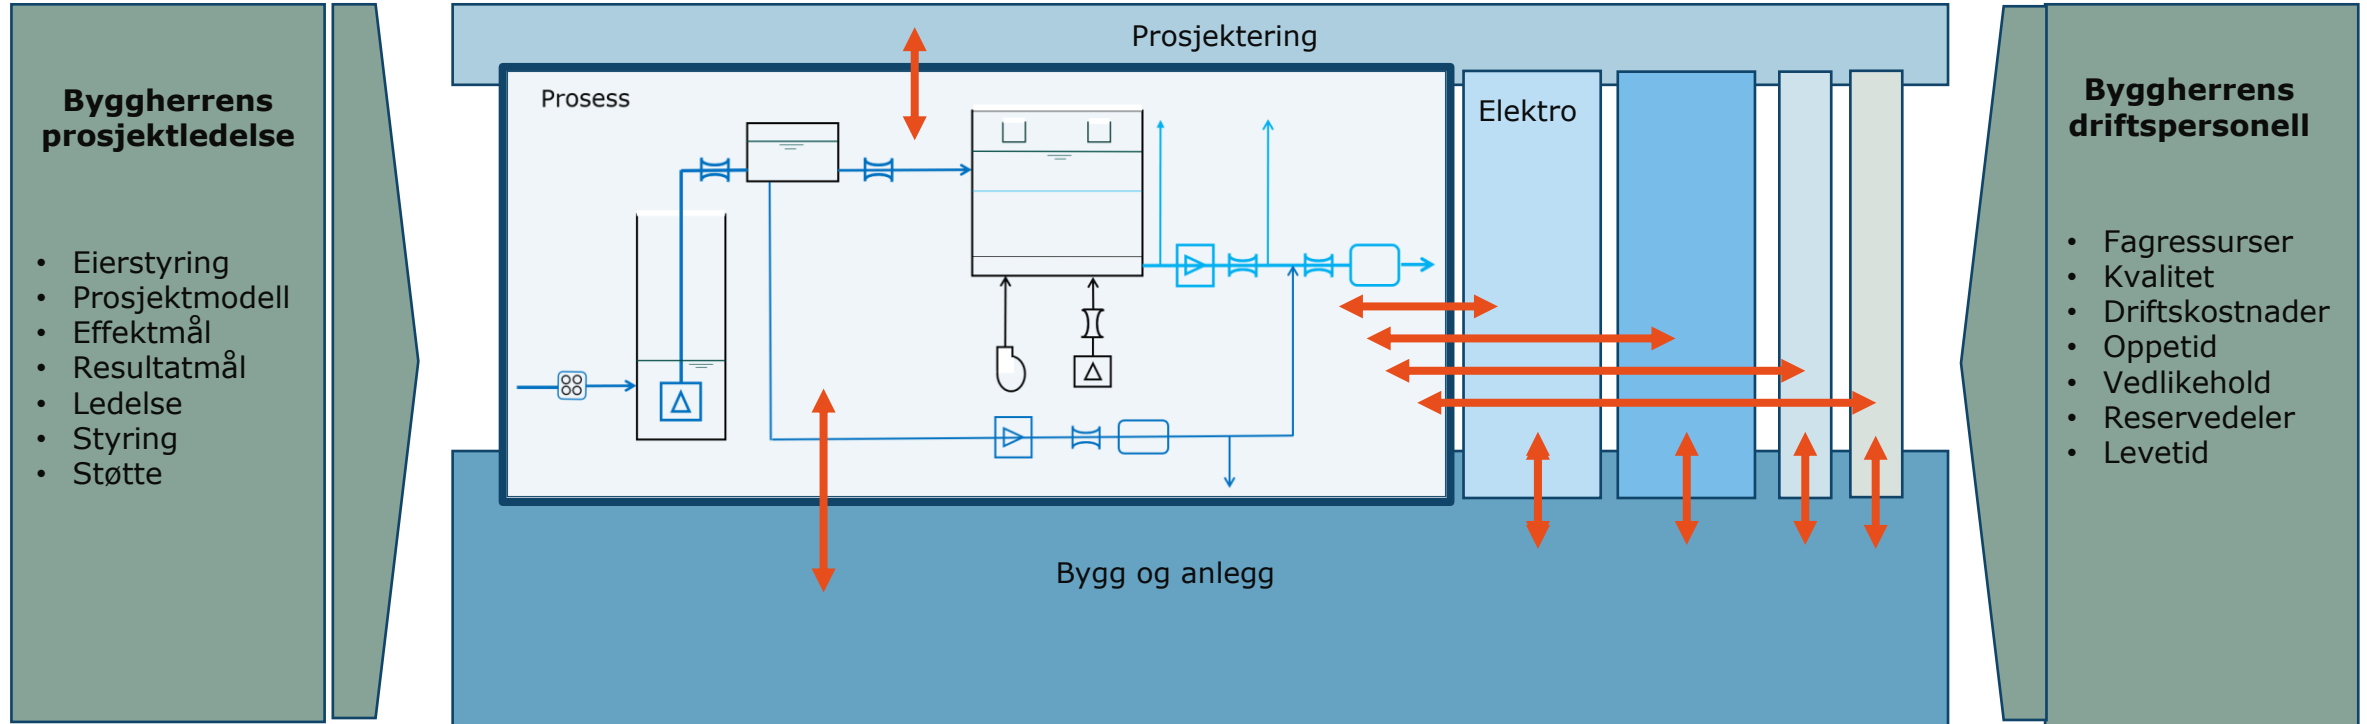 Byggherrens
prosjektledelse
• Eierstyring
• Prosjektmodell
• Effektmål
• Resultatmål
• Ledelse
• Styring
• Støtte
Prosjektering
Prosess
Elektro
Bygg og anlegg
Byggherrens
driftspersonell
• Fagressurser
• Kvalitet
• Driftskostnader
• Oppetid
• Vedlikehold
• Reservedeler
• Levetid